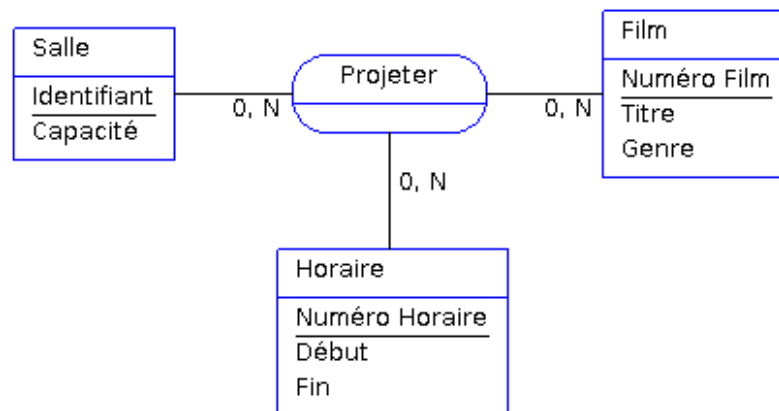 Salle
Identifiant
Capacité
0, N
Projeter
0, N
Film
Numéro Film
Titre
Genre
0, N
Horaire
Numéro Horaire
Début
Fin